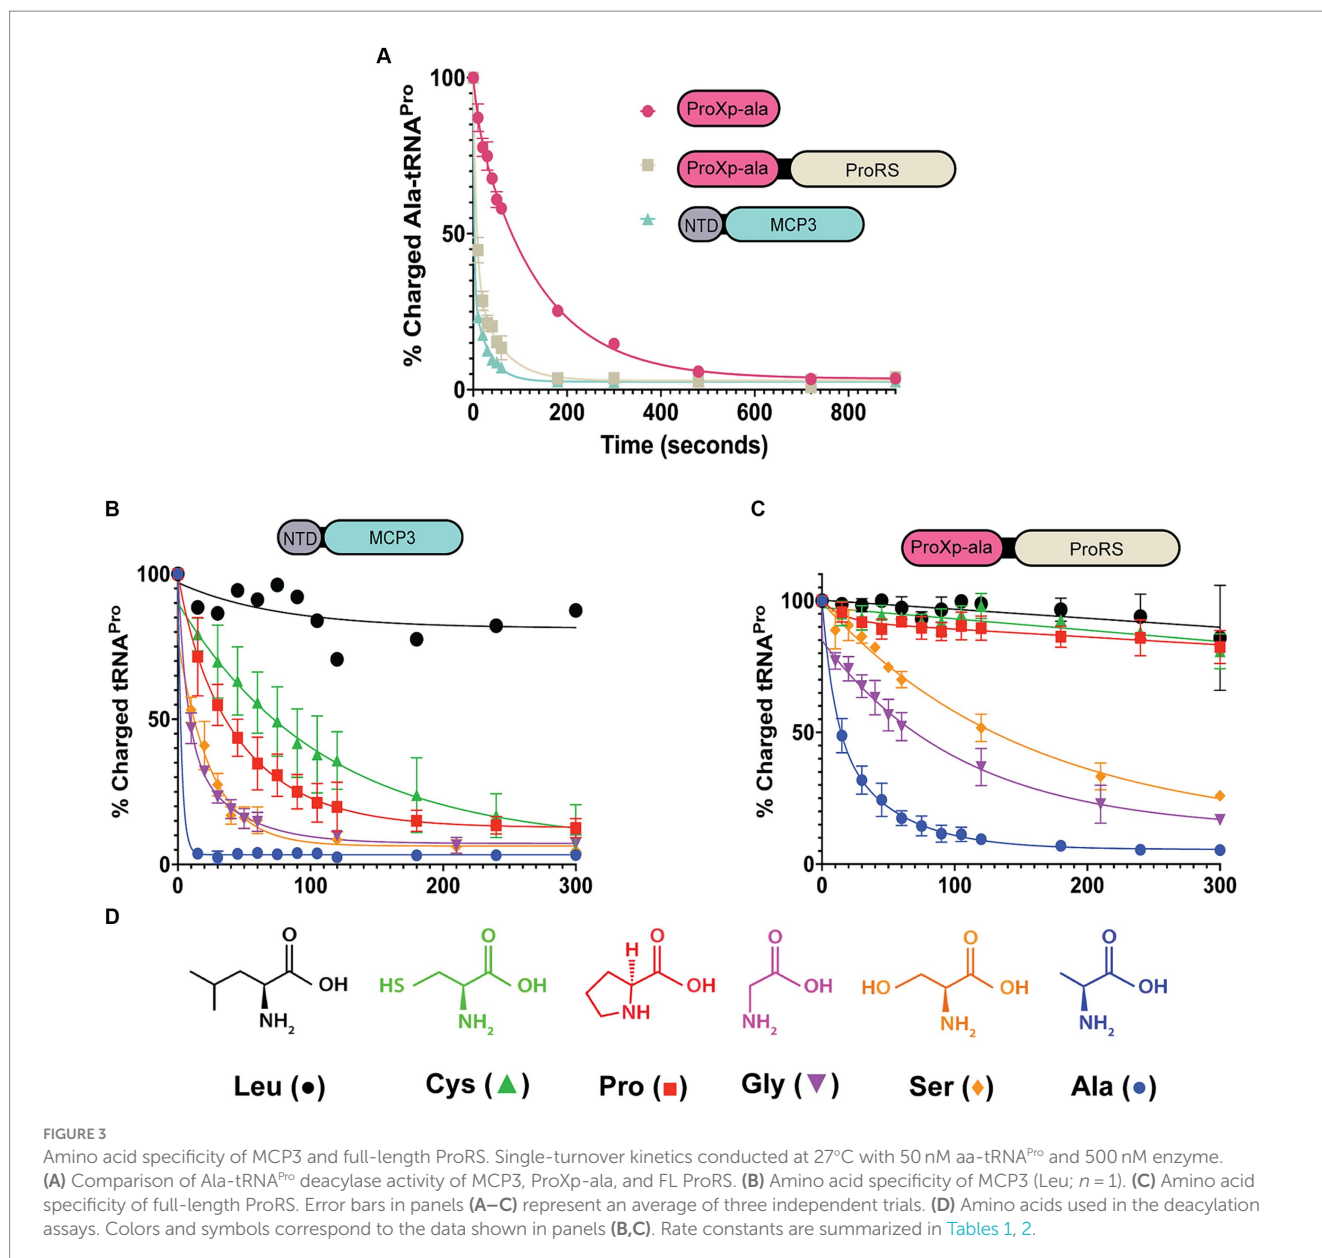 A
% Charged Ala-tRNAPro
100
50
0
0 200 400 600 800
Time (seconds)
ProXp-ala
ProXp-ala ProRS
NTD MCP3
B
NTD MCP3
% Charged tRNAPro
100
50
0
0 100 200 300
C
ProXp-ala ProRS
% Charged tRNAPro
100
50
0
0 100 200 300
D
O OH NH2
HS O OH NH2
H O OH NH
O OH NH2
HO O OH NH2
O OH NH2
Leu (●) Cys (▲) Pro (■) Gly (▼) Ser (♦) Ala (●)
FIGURE 3
Amino acid specificity of MCP3 and full-length ProRS. Single-turnover kinetics conducted at 27°C with 50 nM aa-tRNAPro and 500 nM enzyme.
(A) Comparison of Ala-tRNAPro deacylase activity of MCP3, ProXp-ala, and FL ProRS. (B) Amino acid specificity of MCP3 (Leu; n = 1). (C) Amino acid
specificity of full-length ProRS. Error bars in panels (A–C) represent an average of three independent trials. (D) Amino acids used in the deacylation
assays. Colors and symbols correspond to the data shown in panels (B,C). Rate constants are summarized in Tables 1, 2.